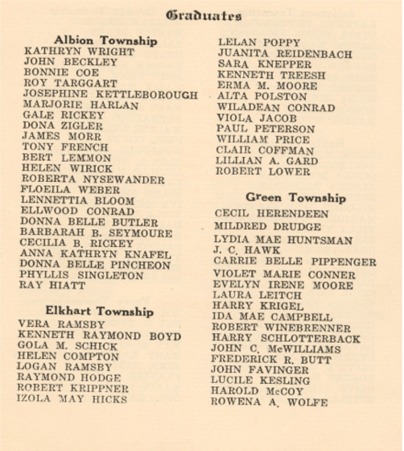 Graduates
Albion Township
KATHRYN WRIGHT
JOHN BECKLEY
BONNIE COE
ROY TARGGART
JOSEPHINE KETTLEBOROUGH
MARJORIE HARLAN
GALE RICKEY
DONA ZIGLER
JAMES MORR
TONY FRENCH
BERT LEMMON
HELEN WIRICK
ROBERTA NYSEWANDER
FLOEILA WEBER
LENNETTIA BLOOM
ELLWOOD CONRAD
DONNA BELLE BUTLER
BARBARAH B. SEYMOURE
CECILIA B. RICKEY
ANNA KATHRYN KNAFEL
DONNA BELLE PINCHEON
PHYLLIS SINGLETON
RAY HIATT
Elkhart Township
VERA RAMSBY
KENNETH RAYMOND BOYD
GOLA M. SCHICK
HELEN COMPTON
LOGAN RAMSBY
RAYMOND HODGE
ROBERT KRIPPNER
IZOLA MAY HICKS
LELAN POPPY
JUANITA REIDENBACH
SARA KNEPPER
KENNETH TREESH
ERMA M. MOORE
ALTA POLSTON
WILADEAN CONRAD
VIOLA JACOB
PAUL PETERSON
WILLIAM PRICE
CLAIR COFFMAN
LILLIAN A. GARD
ROBERT LOWER
Green Township
CECIL HERENDEEN
MILDRED DRUDGE
LYDIA MAE HUNTSMAN
J. C. HAWK
CARRIE BELLE PIPPENGER
VIOLET MARIE CONNER
EVELYN IRENE MOORE
LAURA LEITCH
HARRY KRIGEL
IDA MAE CAMPBELL
ROBERT WINEBRENNER
HARRY SCHLOTTERBACK
JOHN C. McWILLIAMS
FREDERICK R. BUTT
JOHN FAVINGER
LUCILE KESLING
HAROLD McCOY
ROWENA A. WOLFE